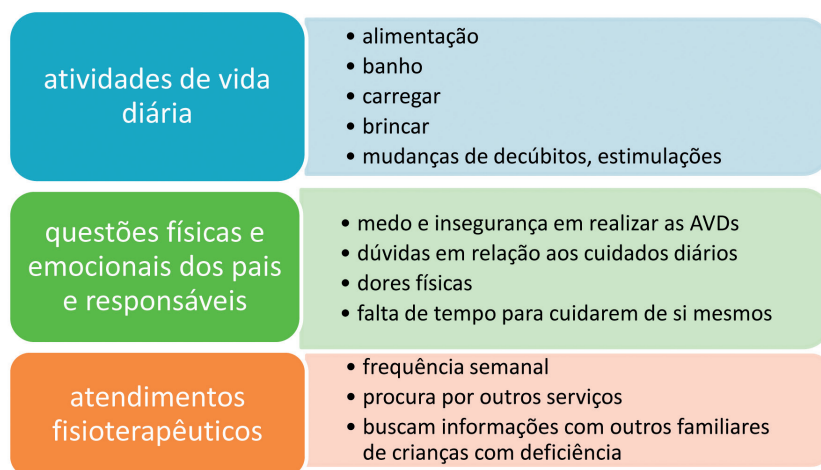 atividades de vida
diária
• alimentação
• banho
• carregar
• brincar
• mudanças de decúbitos, estimulações
questões físicas e
emocionais dos pais
e responsáveis
• medo e insegurança em realizar as AVDs
• dúvidas em relação aos cuidados diários
• dores físicas
• falta de tempo para cuidarem de si mesmos
atendimentos
fisioterapêuticos
• frequência semanal
• procura por outros serviços
• buscam informações com outros familiares
de crianças com deficiência